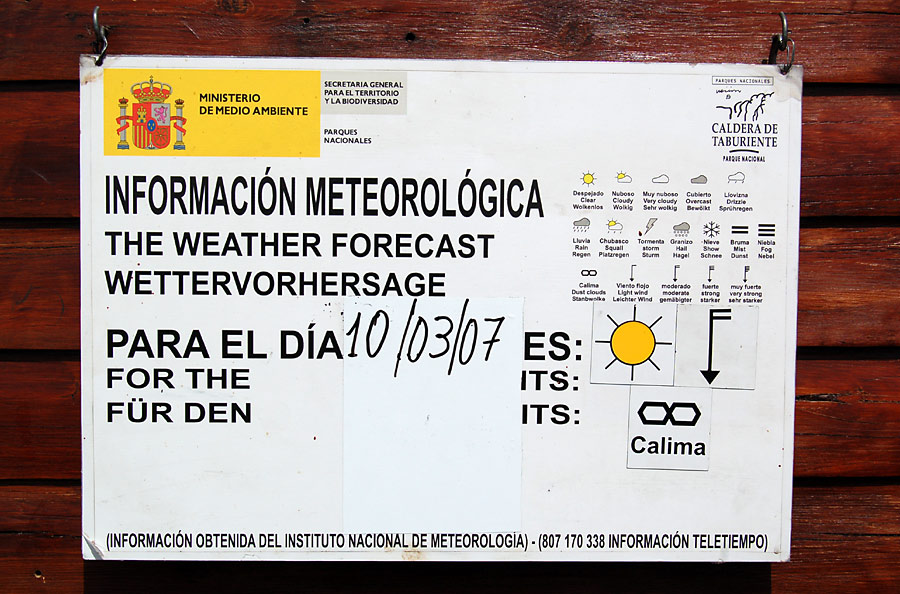 MINISTERIO
DE MEDIO AMBIENTE
SECRETARIA GENERAL
PARA EL TERRITORIO
Y LA BIODIVERSIDAD
PARQUES
NACIONALES
PARQUES NACIONALES
CALDERA DE
TABURIENTE
PARQUE NACIONAL
INFORMACIÓN METEOROLÓGICA
THE WEATHER FORECAST
WETTERVORHERSAGE
Despejado Nuboso Muy nuboso Cubierto Llovizna
Clear Cloudy Very cloudy Overcast Drizzle
Wolkenlos Wolkig Sehr wolkig Bewölkt Sprühregen
Lluvia Chubasco Tormenta Granizo Nieve Bruma Niebla
Rain Squall storm Hail Show Mist Fog
Regen Platzregen Sturm Hagel Schnee Dunst Nebel
Calima Viento flojo moderado fuerte muy fuerte
Dust clouds Light wind moderate strong very strong
Stanbwolke Leichter Wind gemäßigter starker sehr starker
PARA EL DÍA 10/03/07 ES:
FOR THE ITS:
FÜR DEN ITS:
Calima
(INFORMACIÓN OBTENIDA DEL INSTITUTO NACIONAL DE METEOROLOGÍA) - (807 170 338 INFORMACIÓN TELETIEMPO)